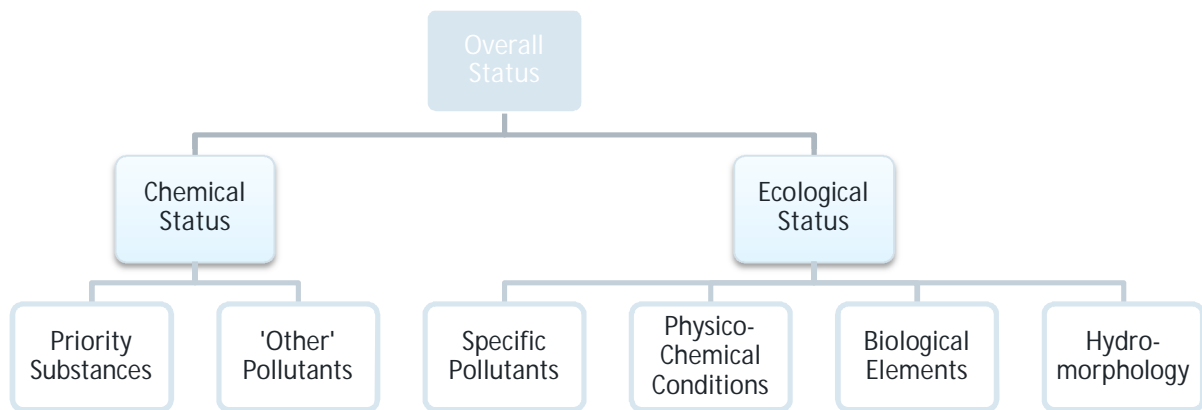 Overall
Status
Chemical
Status
Ecological
Status
Priority
Substances
'Other'
Pollutants
Specific
Pollutants
Physico-
Chemical
Conditions
Biological
Elements
Hydro-
morphology